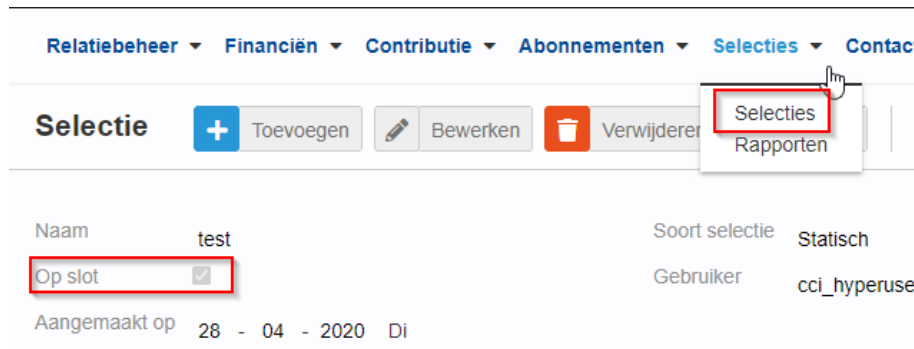 Relatiebeheer Financiën Contributie Abonnementen Selecties
Selectie Toevoegen Bewerken
Selecties
Rapporten
Naam test Soort selectie Statisch
Op slot Gebruiker
Aangemaakt op 28 - 04 - 2020 Di